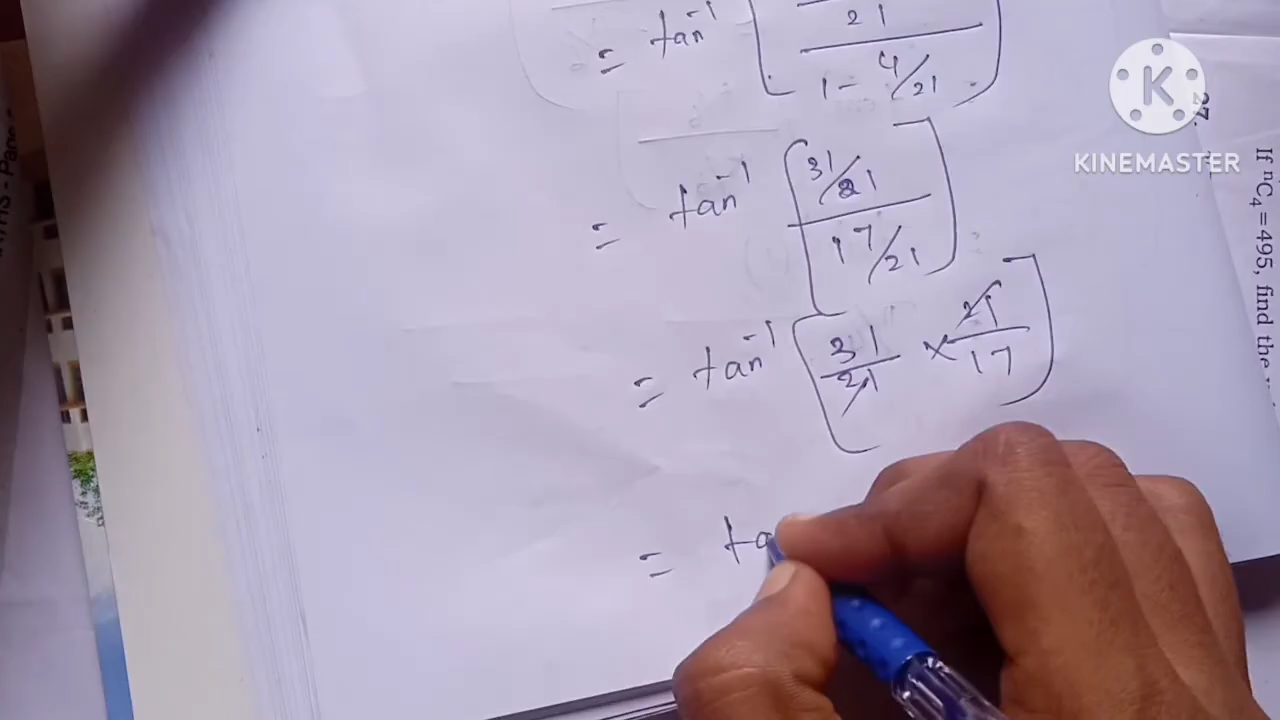 = tan⁻¹ [ 21 / 1 - 4/21 ]
= tan⁻¹ [ 31/21 / 17/21 ]
= tan⁻¹ [ 31/21 × 21/17 ]
= ta
K
KINEMASTER
27.
If ⁿC₄ = 495, find the